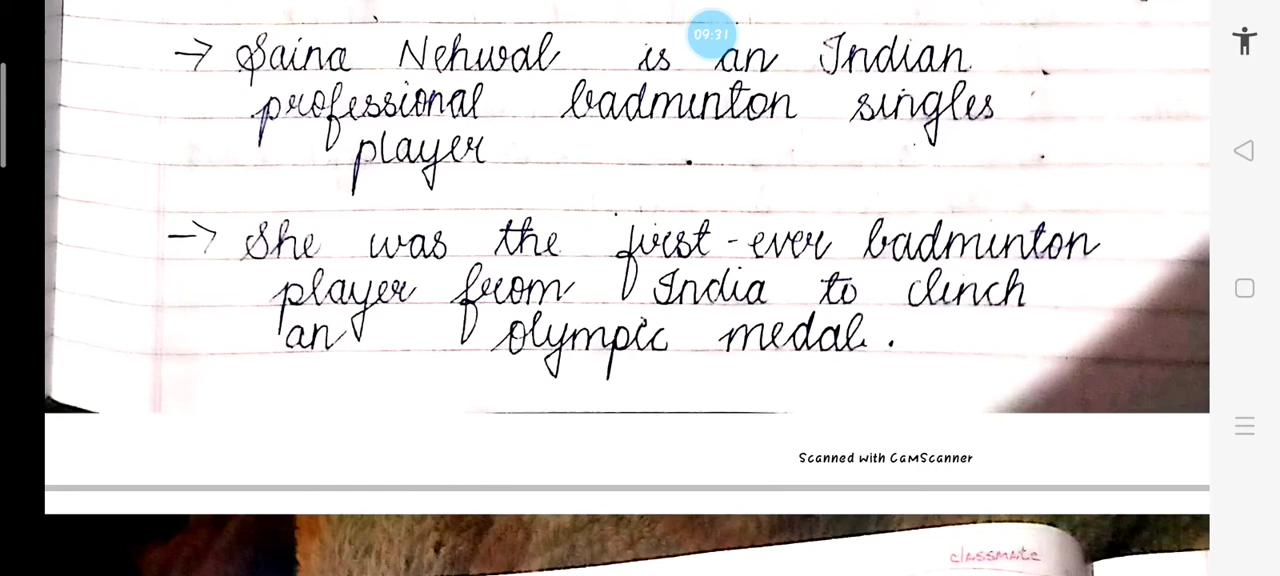 09:31
→ Saina Nehwal is an Indian
professional badminton singles
player
→ She was the first-ever badminton
player from India to clinch
an olympic medal.
Scanned with CamScanner
classmate